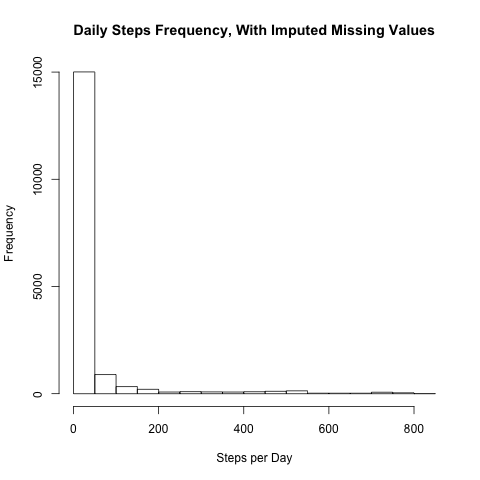 Daily Steps Frequency, With Imputed Missing Values
Frequency
15000
10000
5000
0
0 200 400 600 800
Steps per Day